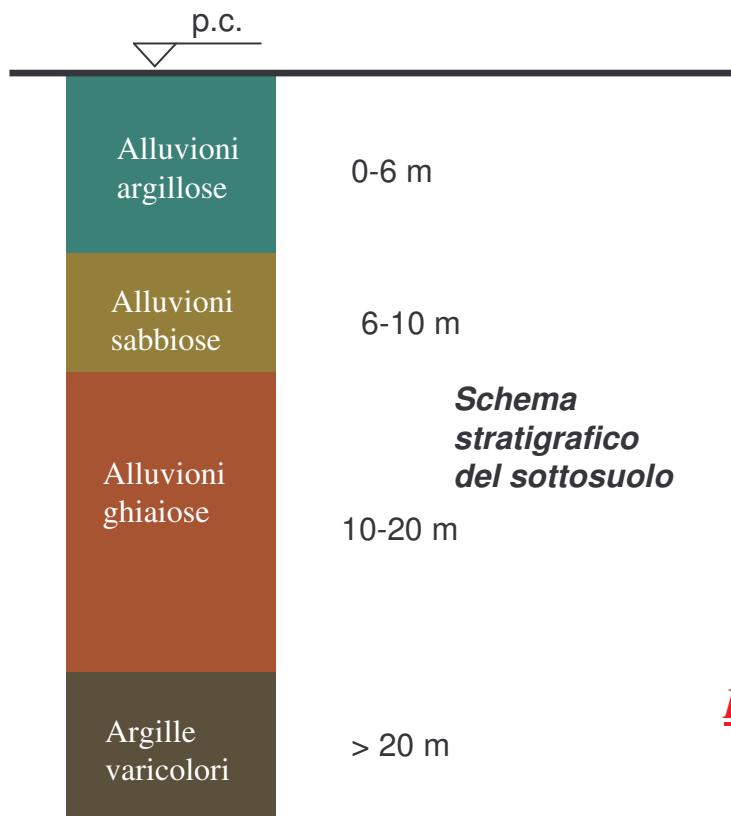 p.c.
Alluvioni
argillose
0-6 m
Alluvioni
sabbiose
6-10 m
Schema
stratigrafico
del sottosuolo
Alluvioni
ghiaiose
10-20 m
Argille
varicolori
> 20 m